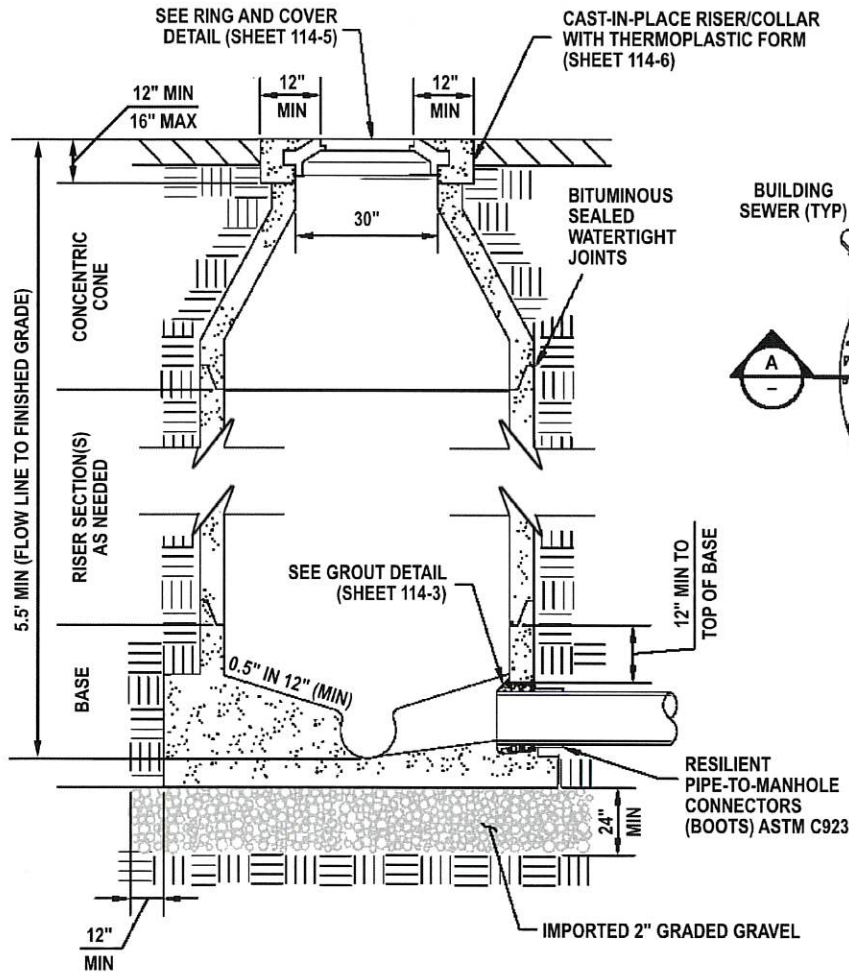 SEE RING AND COVER
DETAIL (SHEET 114-5)
CAST-IN-PLACE RISER/COLLAR
WITH THERMOPLASTIC FORM
(SHEET 114-6)
12" MIN
16" MAX
12"
MIN
12"
MIN
30"
BITUMINOUS
SEALED
WATERTIGHT
JOINTS
BUILDING
SEWER (TYP)
A
–
5.5' MIN (FLOW LINE TO FINISHED GRADE)
CONCENTRIC
CONE
RISER SECTION(S)
AS NEEDED
BASE
SEE GROUT DETAIL
(SHEET 114-3)
12" MIN TO
TOP OF BASE
0.5" IN 12" (MIN)
RESILIENT
PIPE-TO-MANHOLE
CONNECTORS
(BOOTS) ASTM C923
24"
MIN
12"
MIN
IMPORTED 2" GRADED GRAVEL